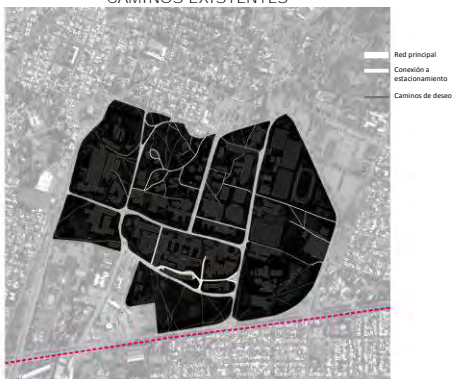 CAMINOS EXISTENTES
Red principal
Conexión a
estacionamiento
Caminos de deseo